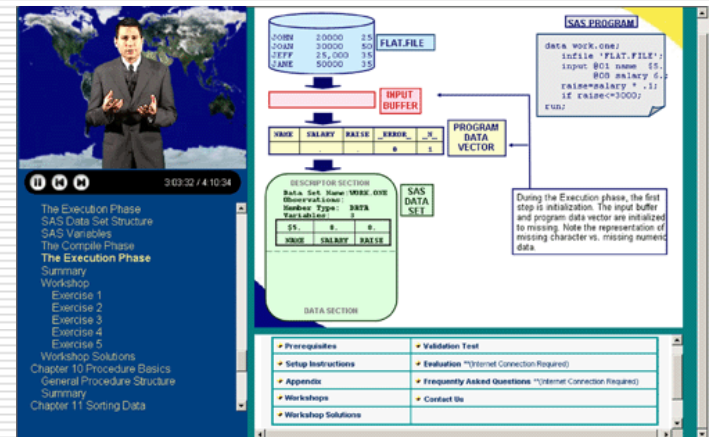 3:03:32 / 4:10:34
The Execution Phase
SAS Data Set Structure
SAS Variables
The Compile Phase
The Execution Phase
Summary
Workshop
Exercise 1
Exercise 2
Exercise 3
Exercise 4
Exercise 5
Workshop Solutions
Chapter 10 Procedure Basics
General Procedure Structure
Summary
Chapter 11 Sorting Data
JOHN 20000 25
JOAN 30000 50
JEFF 25,000 35
JANE 50000 35
FLAT.FILE
INPUT
BUFFER
NAME SALARY RAISE _ERROR_ _N_
. . 0 1
PROGRAM
DATA
VECTOR
DESCRIPTOR SECTION
Data Set Name:WORK.ONE
Observations:
Member Type: DATA
Variables: 3
$5. 8. 8.
NAME SALARY RAISE
DATA SECTION
SAS
DATA
SET
SAS PROGRAM
data work.one;
infile 'FLAT.FILE';
input @01 name $5.
@08 salary 6.;
raise=salary * .1;
if raise<=3000;
run;
During the Execution phase, the first
step is initialization. The input buffer
and program data vector are initialized
to missing. Note the representation of
missing character vs. missing numeric
data.
Prerequisites
Validation Test
Setup Instructions
Evaluation **(Internet Connection Required)
Appendix
Frequently Asked Questions **(Internet Connection Required)
Workshops
Contact Us
Workshop Solutions